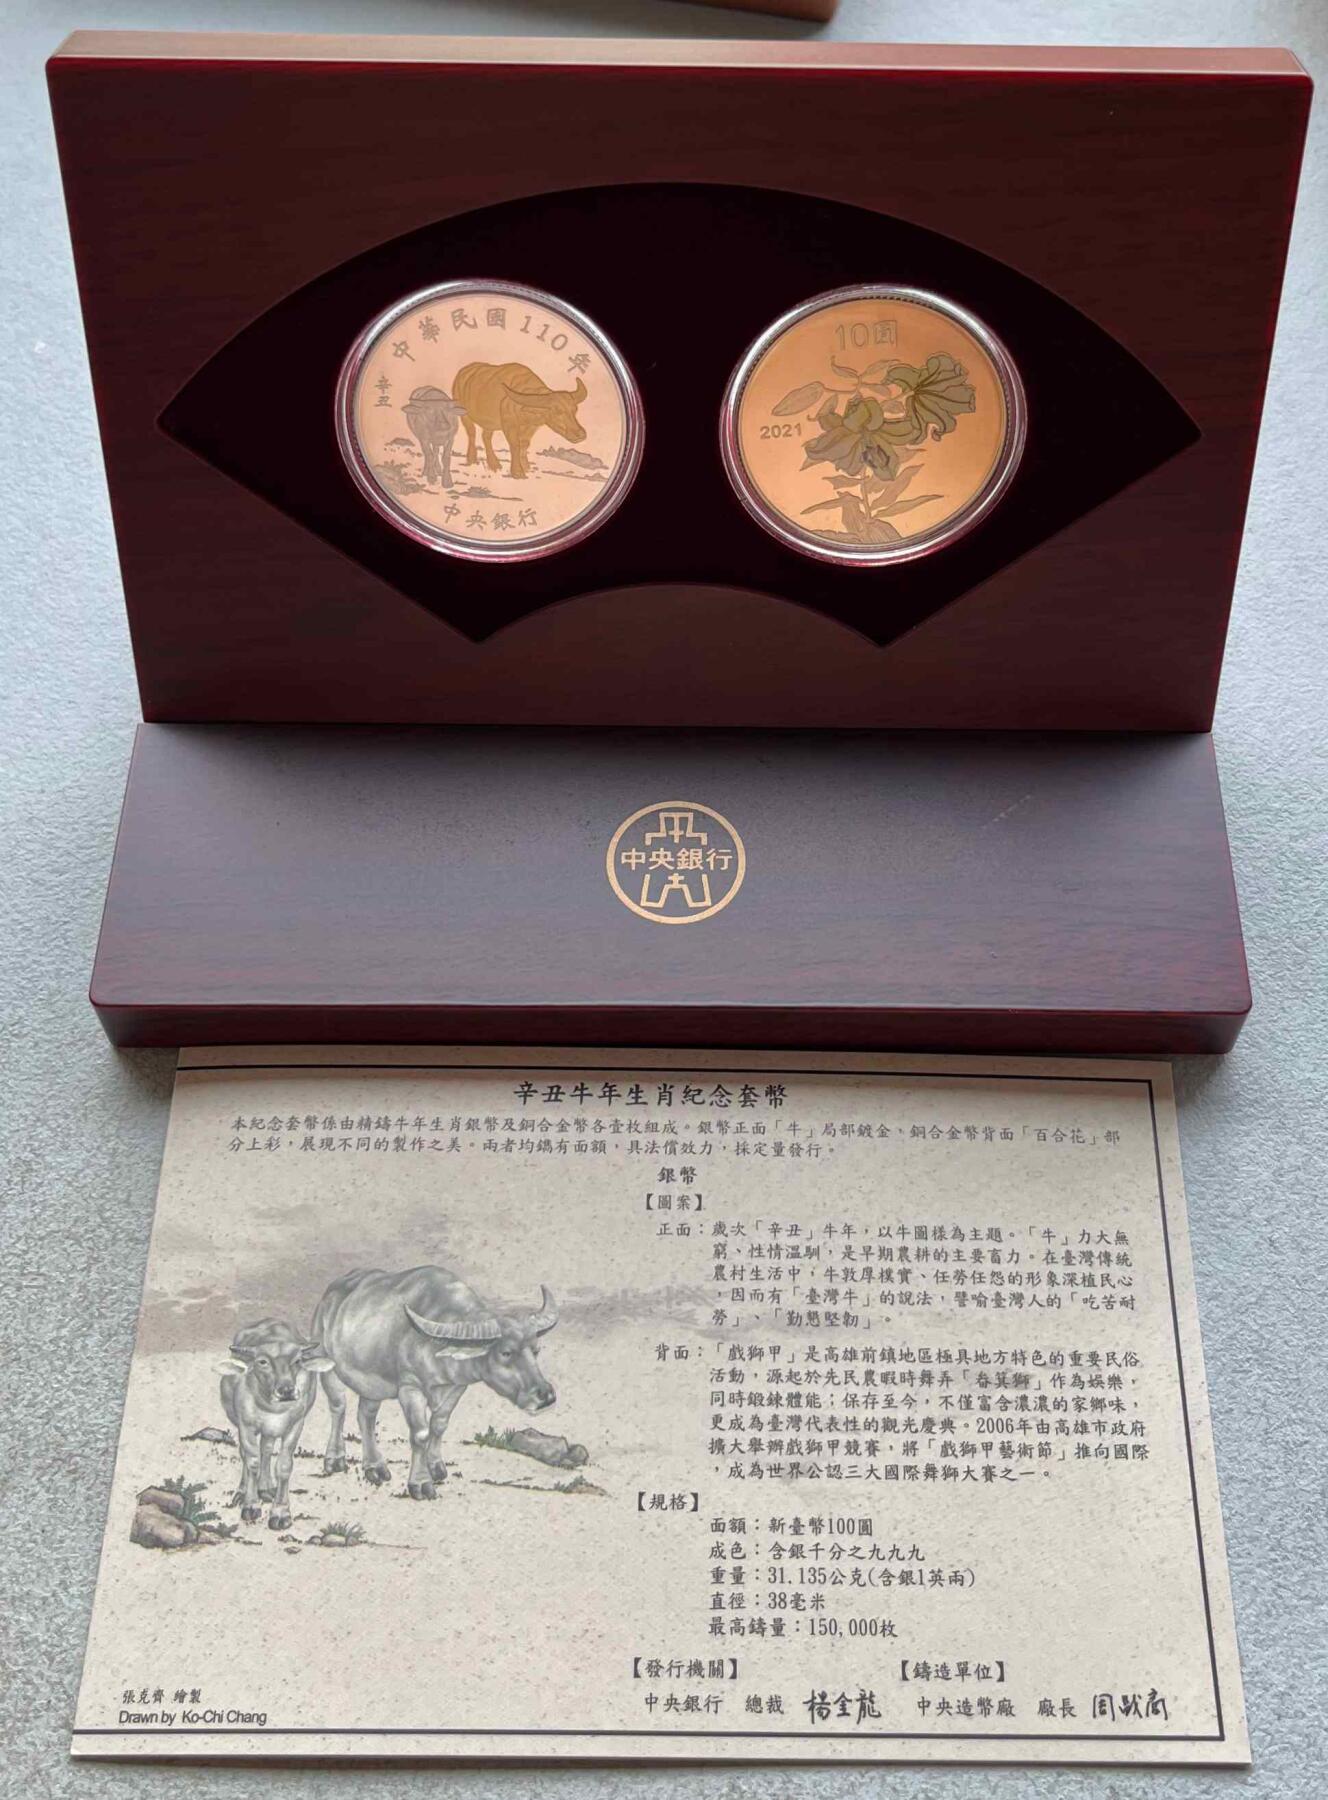 中華民國110年
辛丑
中央銀行
10圓
2021
中央銀行
辛丑牛年生肖紀念套幣
本紀念套幣係由精鑄牛年生肖銀幣及銅合金幣各壹枚組成。銀幣正面「牛」局部鍍金，銅合金幣背面「百合花」部
分上彩，展現不同的製作之美。兩者均鐫有面額，具法償效力，採定量發行。
銀幣
【圖案】
正面：歲次「辛丑」牛年，以牛圖樣為主題。「牛」力大無
窮、性情溫馴，是早期農耕的主要畜力。在臺灣傳統
農村生活中，牛敦厚樸實、任勞任怨的形象深植民心
，因而有「臺灣牛」的說法，譬喻臺灣人的「吃苦耐
勞」、「勤懇堅韌」。
背面：「戲獅甲」是高雄前鎮地區極具地方特色的重要民俗
活動，源起於先民農暇時舞弄「畚箕獅」作為娛樂，
同時鍛鍊體能；保存至今，不僅富含濃濃的家鄉味，
更成為臺灣代表性的觀光慶典。2006年由高雄市政府
擴大舉辦戲獅甲競賽，將「戲獅甲藝術節」推向國際
，成為世界公認三大國際舞獅大賽之一。
【規格】
面額：新臺幣100圓
成色：含銀千分之九九九
重量：31.135公克(含銀1英兩)
直徑：38毫米
最高鑄量：150,000枚
【發行機關】 【鑄造單位】
中央銀行 總裁 楊金龍 中央造幣廠 廠長
張克齊 繪製
Drawn by Ko-Chi Chang